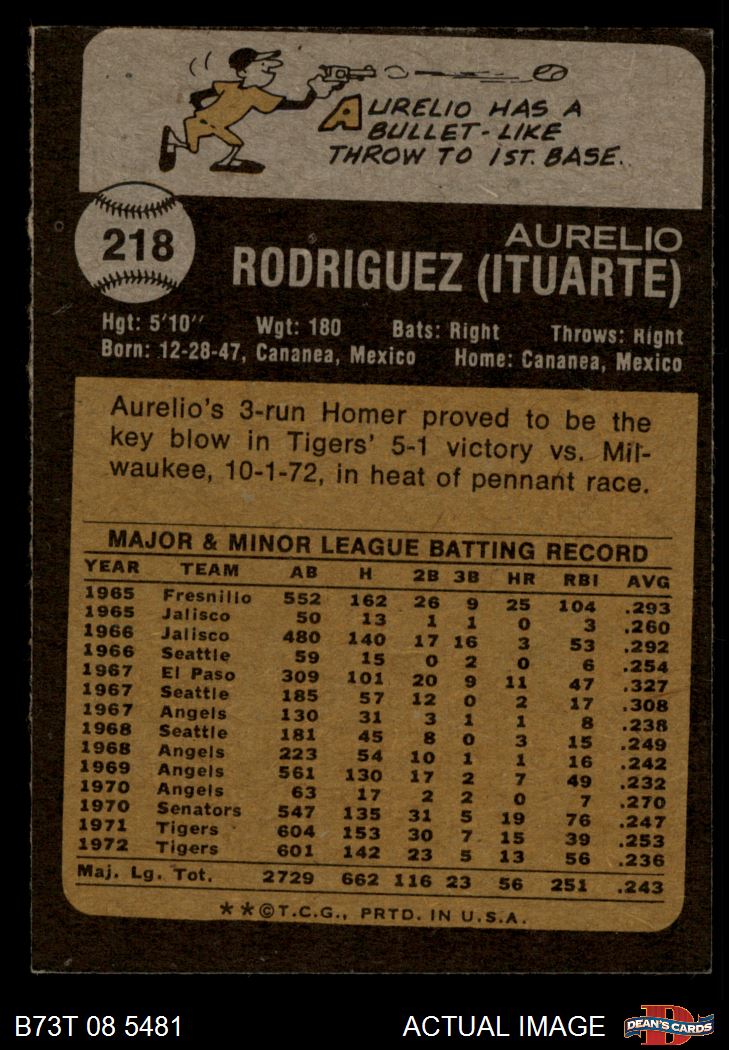 AURELIO HAS A
BULLET-LIKE
THROW TO 1ST. BASE.
218
AURELIO
RODRIGUEZ (ITUARTE)
Hgt: 5'10" Wgt: 180 Bats: Right Throws: Right
Born: 12-28-47, Cananea, Mexico Home: Cananea, Mexico
Aurelio's 3-run Homer proved to be the
key blow in Tigers' 5-1 victory vs. Mil-
waukee, 10-1-72, in heat of pennant race.
MAJOR & MINOR LEAGUE BATTING RECORD
YEAR TEAM AB H 2B 3B HR RBI AVG
1965 Fresnillo 552 162 26 9 25 104 .293
1965 Jalisco 50 13 1 1 0 3 .260
1966 Jalisco 480 140 17 16 3 53 .292
1966 Seattle 59 15 0 2 0 6 .254
1967 El Paso 309 101 20 9 11 47 .327
1967 Seattle 185 57 12 0 2 17 .308
1967 Angels 130 31 3 1 1 8 .238
1968 Seattle 181 45 8 0 3 15 .249
1968 Angels 223 54 10 1 1 16 .242
1969 Angels 561 130 17 2 7 49 .232
1970 Angels 63 17 2 2 0 7 .270
1970 Senators 547 135 31 5 19 76 .247
1971 Tigers 604 153 30 7 15 39 .253
1972 Tigers 601 142 23 5 13 56 .236
Maj. Lg. Tot. 2729 662 116 23 56 251 .243
**©T.C.G., PRTD. IN U.S.A.
B73T 08 5481 ACTUAL IMAGE DEAN'S CARDS